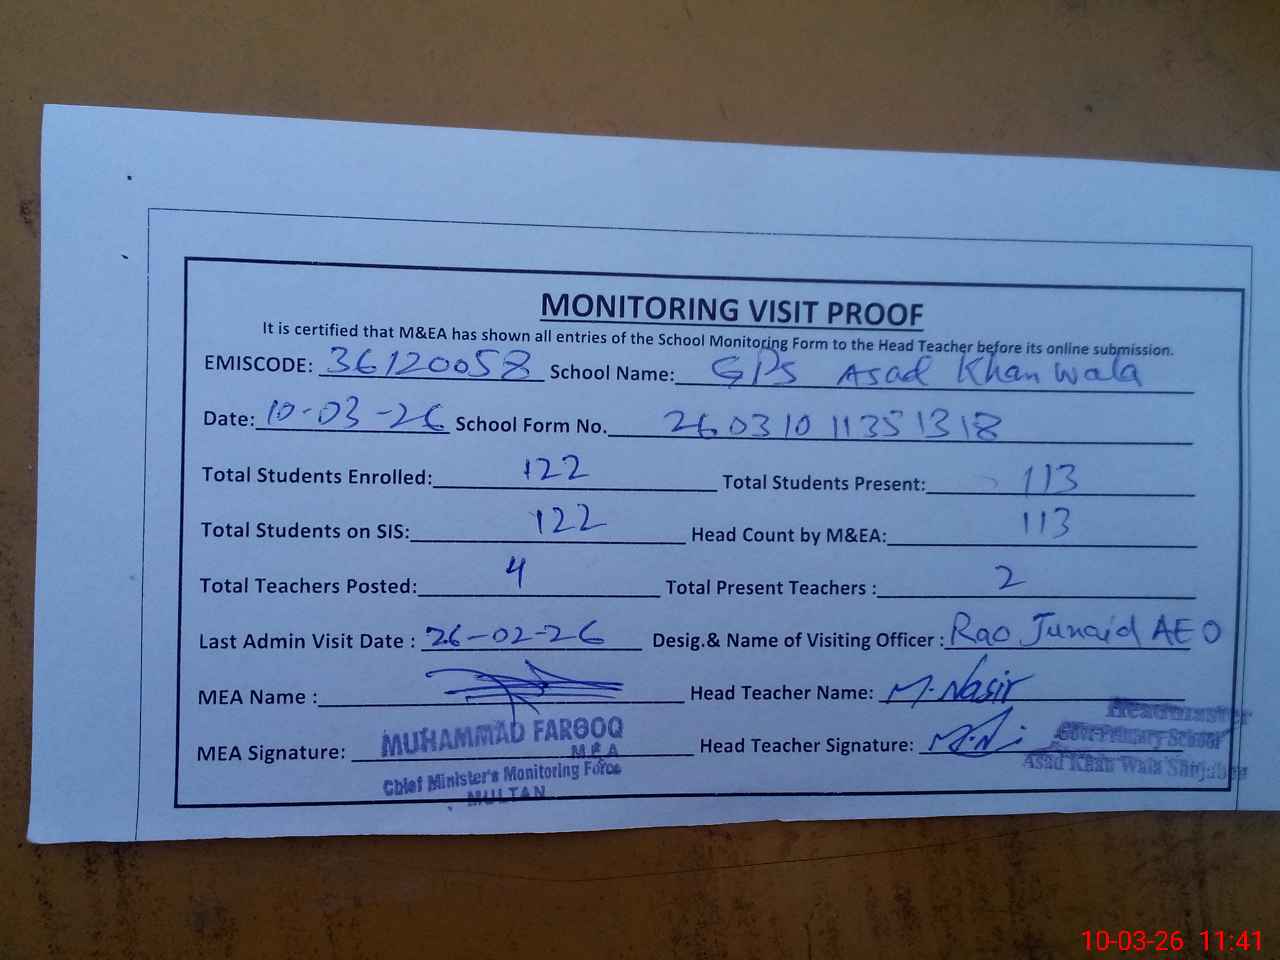 MONITORING VISIT PROOF
It is certified that M&EA has shown all entries of the School Monitoring Form to the Head Teacher before its online submission.
EMISCODE: 36120058 School Name: GPS Asad Khan Wala
Date: 10-03-26 School Form No. 26031011351318
Total Students Enrolled: 122 Total Students Present: 113
Total Students on SIS: 122 Head Count by M&EA: 113
Total Teachers Posted: 4 Total Present Teachers : 2
Last Admin Visit Date : 26-02-26 Desig.& Name of Visiting Officer : Rao Junaid AEO
MEA Name : Head Teacher Name: M. Nasir
MEA Signature: Head Teacher Signature:
MUHAMMAD FAROOQ
MEA
Chief Minister's Monitoring Force
MULTAN
Headmaster
Govt. Primary School
Asad Khan Wala
10-03-26 11:41